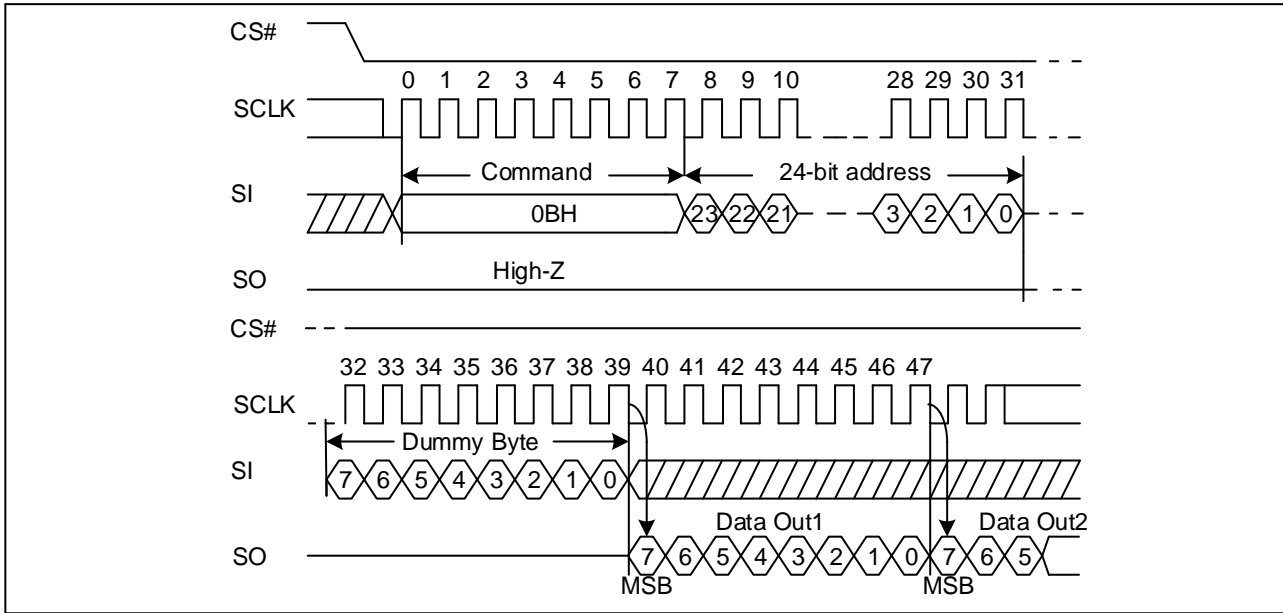 CS#
0 1 2 3 4 5 6 7 8 9 10 28 29 30 31
SCLK
Command 24-bit address
SI
0BH 23 22 21 3 2 1 0
High-Z
SO
CS#
32 33 34 35 36 37 38 39 40 41 42 43 44 45 46 47
SCLK
Dummy Byte
SI
7 6 5 4 3 2 1 0
Data Out1 Data Out2
SO
7 6 5 4 3 2 1 0 7 6 5
MSB MSB